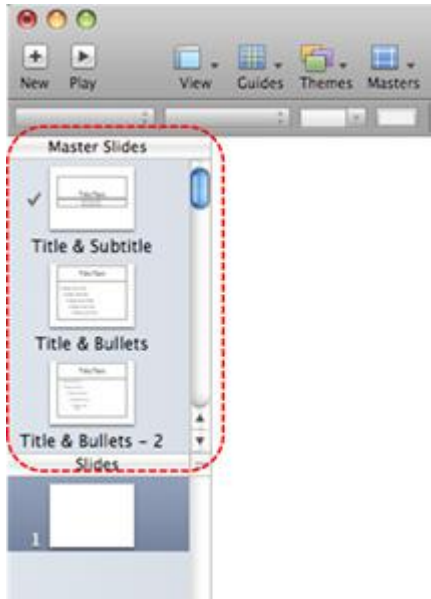 New Play View Guides Themes Masters
Master Slides
Title & Subtitle
Title & Bullets
Title & Bullets - 2
Slides
1